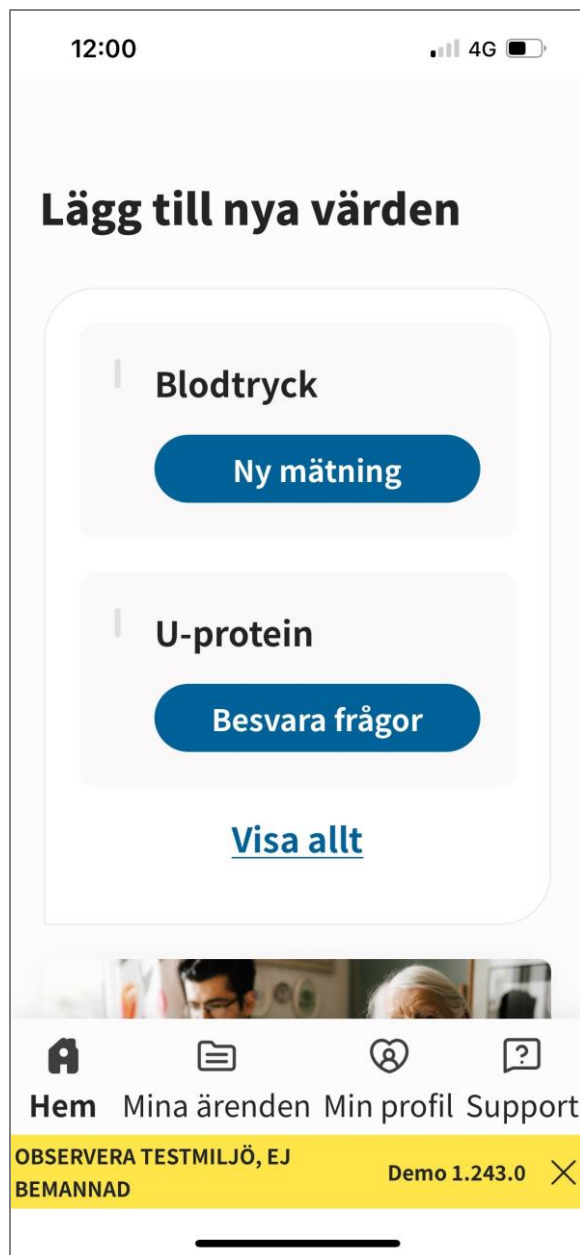 12:00 4G
Lägg till nya värden
Blodtryck
Ny mätning
U-protein
Besvara frågor
Visa allt
Hem Mina ärenden Min profil Support
OBSERVERA TESTMILJÖ, EJ
BEMANNAD
Demo 1.243.0